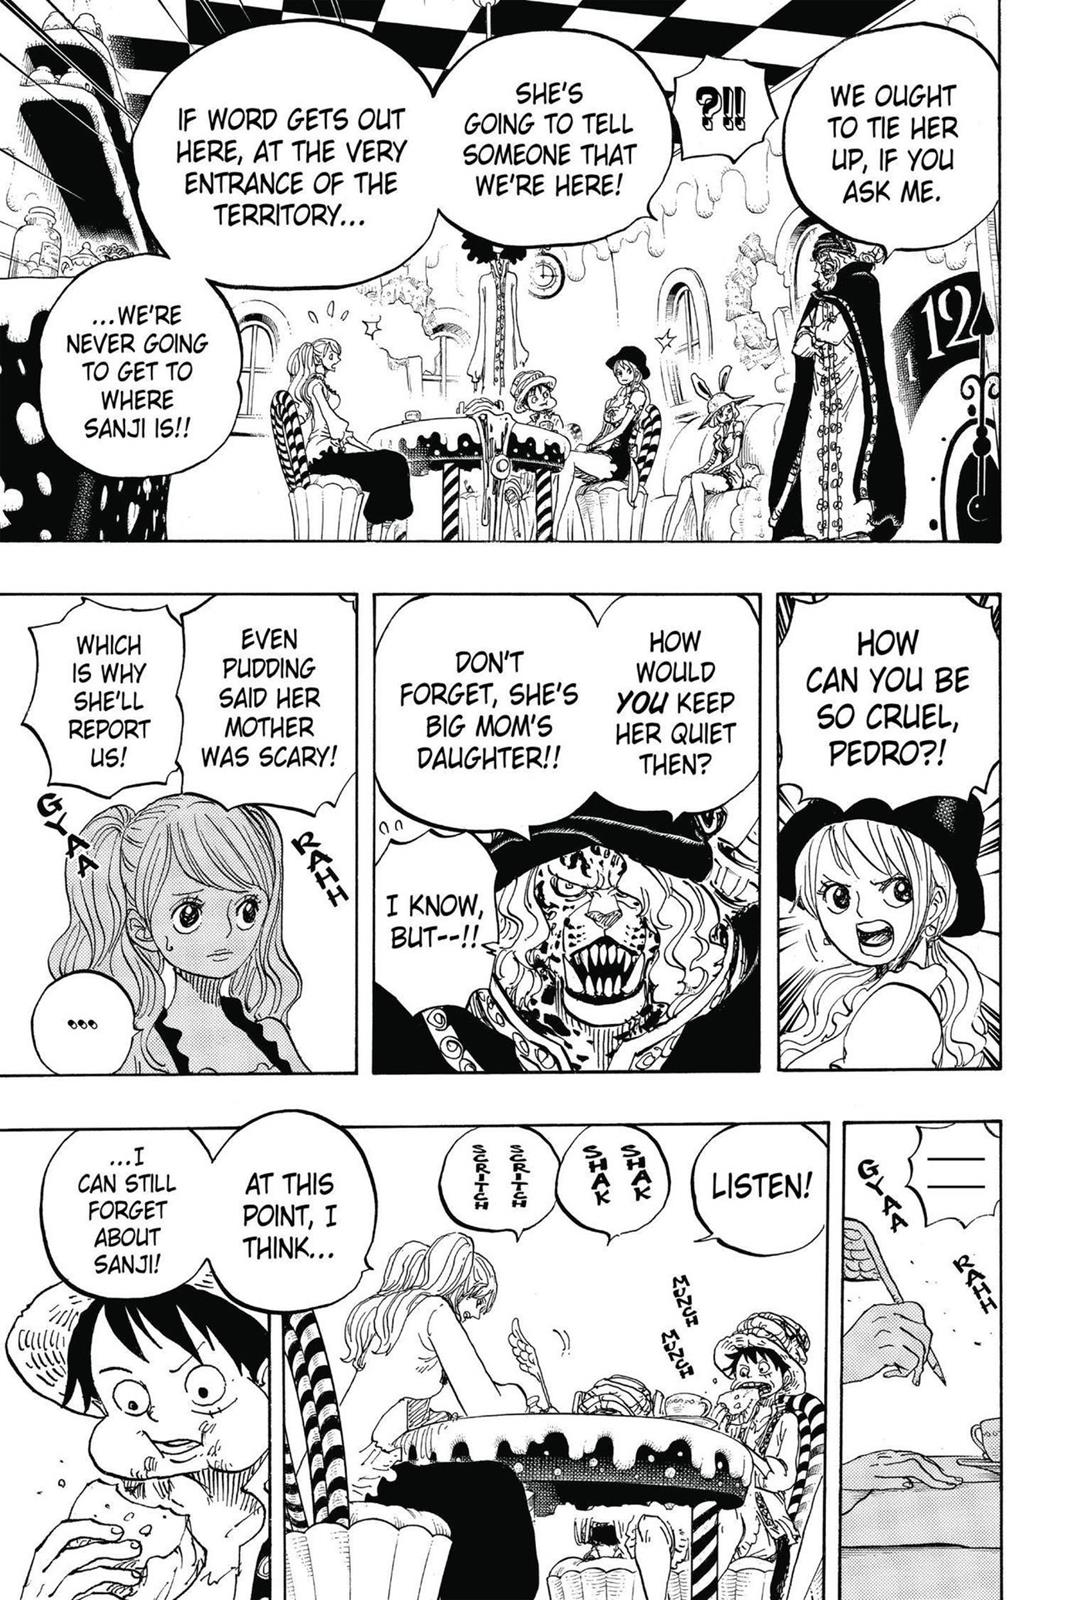 WE OUGHT
TO TIE HER
UP, IF YOU
ASK ME.
?!!
SHE'S
GOING TO TELL
SOMEONE THAT
WE'RE HERE!
IF WORD GETS OUT
HERE, AT THE VERY
ENTRANCE OF THE
TERRITORY...
...WE'RE
NEVER GOING
TO GET TO
WHERE
SANJI IS!!
12
1
HOW
CAN YOU BE
SO CRUEL,
PEDRO?!
HOW
WOULD
YOU KEEP
HER QUIET
THEN?
DON'T
FORGET, SHE'S
BIG MOM'S
DAUGHTER!!
I KNOW,
BUT--!!
EVEN
PUDDING
SAID HER
MOTHER
WAS SCARY!
WHICH
IS WHY
SHE'LL
REPORT
US!
GYAA
RAHH
...
GYAA
RAHH
LISTEN!
SHAK
SHAK
SCRITCH
SCRITCH
MUNCH
MUNCH
AT THIS
POINT, I
THINK...
...I
CAN STILL
FORGET
ABOUT
SANJI!